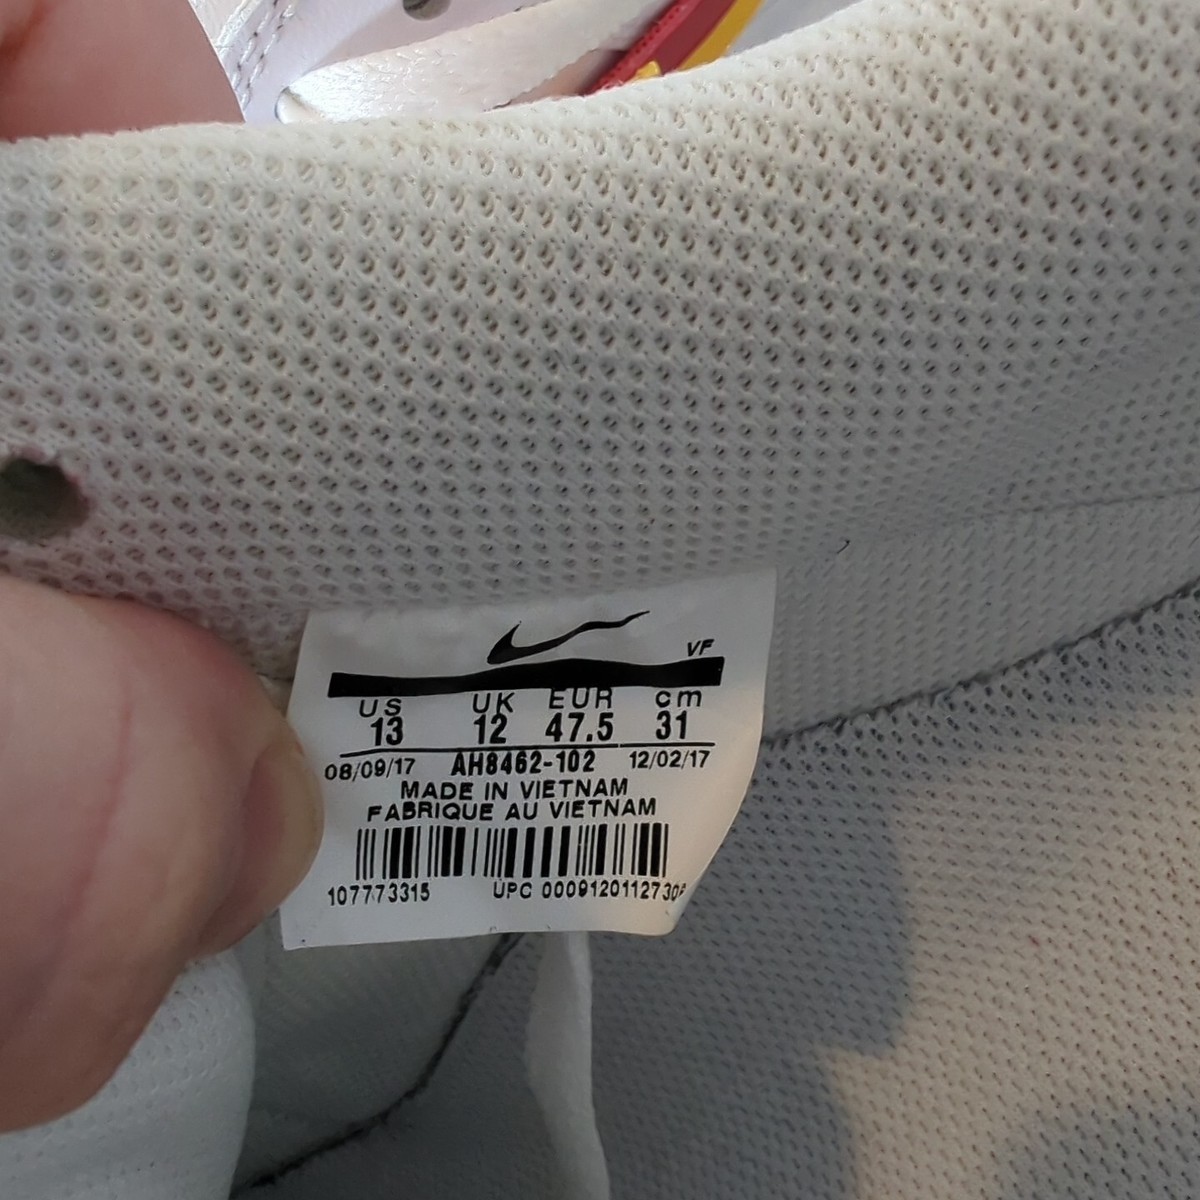 VF
US UK EUR cm
13 12 47.5 31
08/09/17 AH8462-102 12/02/17
MADE IN VIETNAM
FABRIQUE AU VIETNAM
107773315 UPC